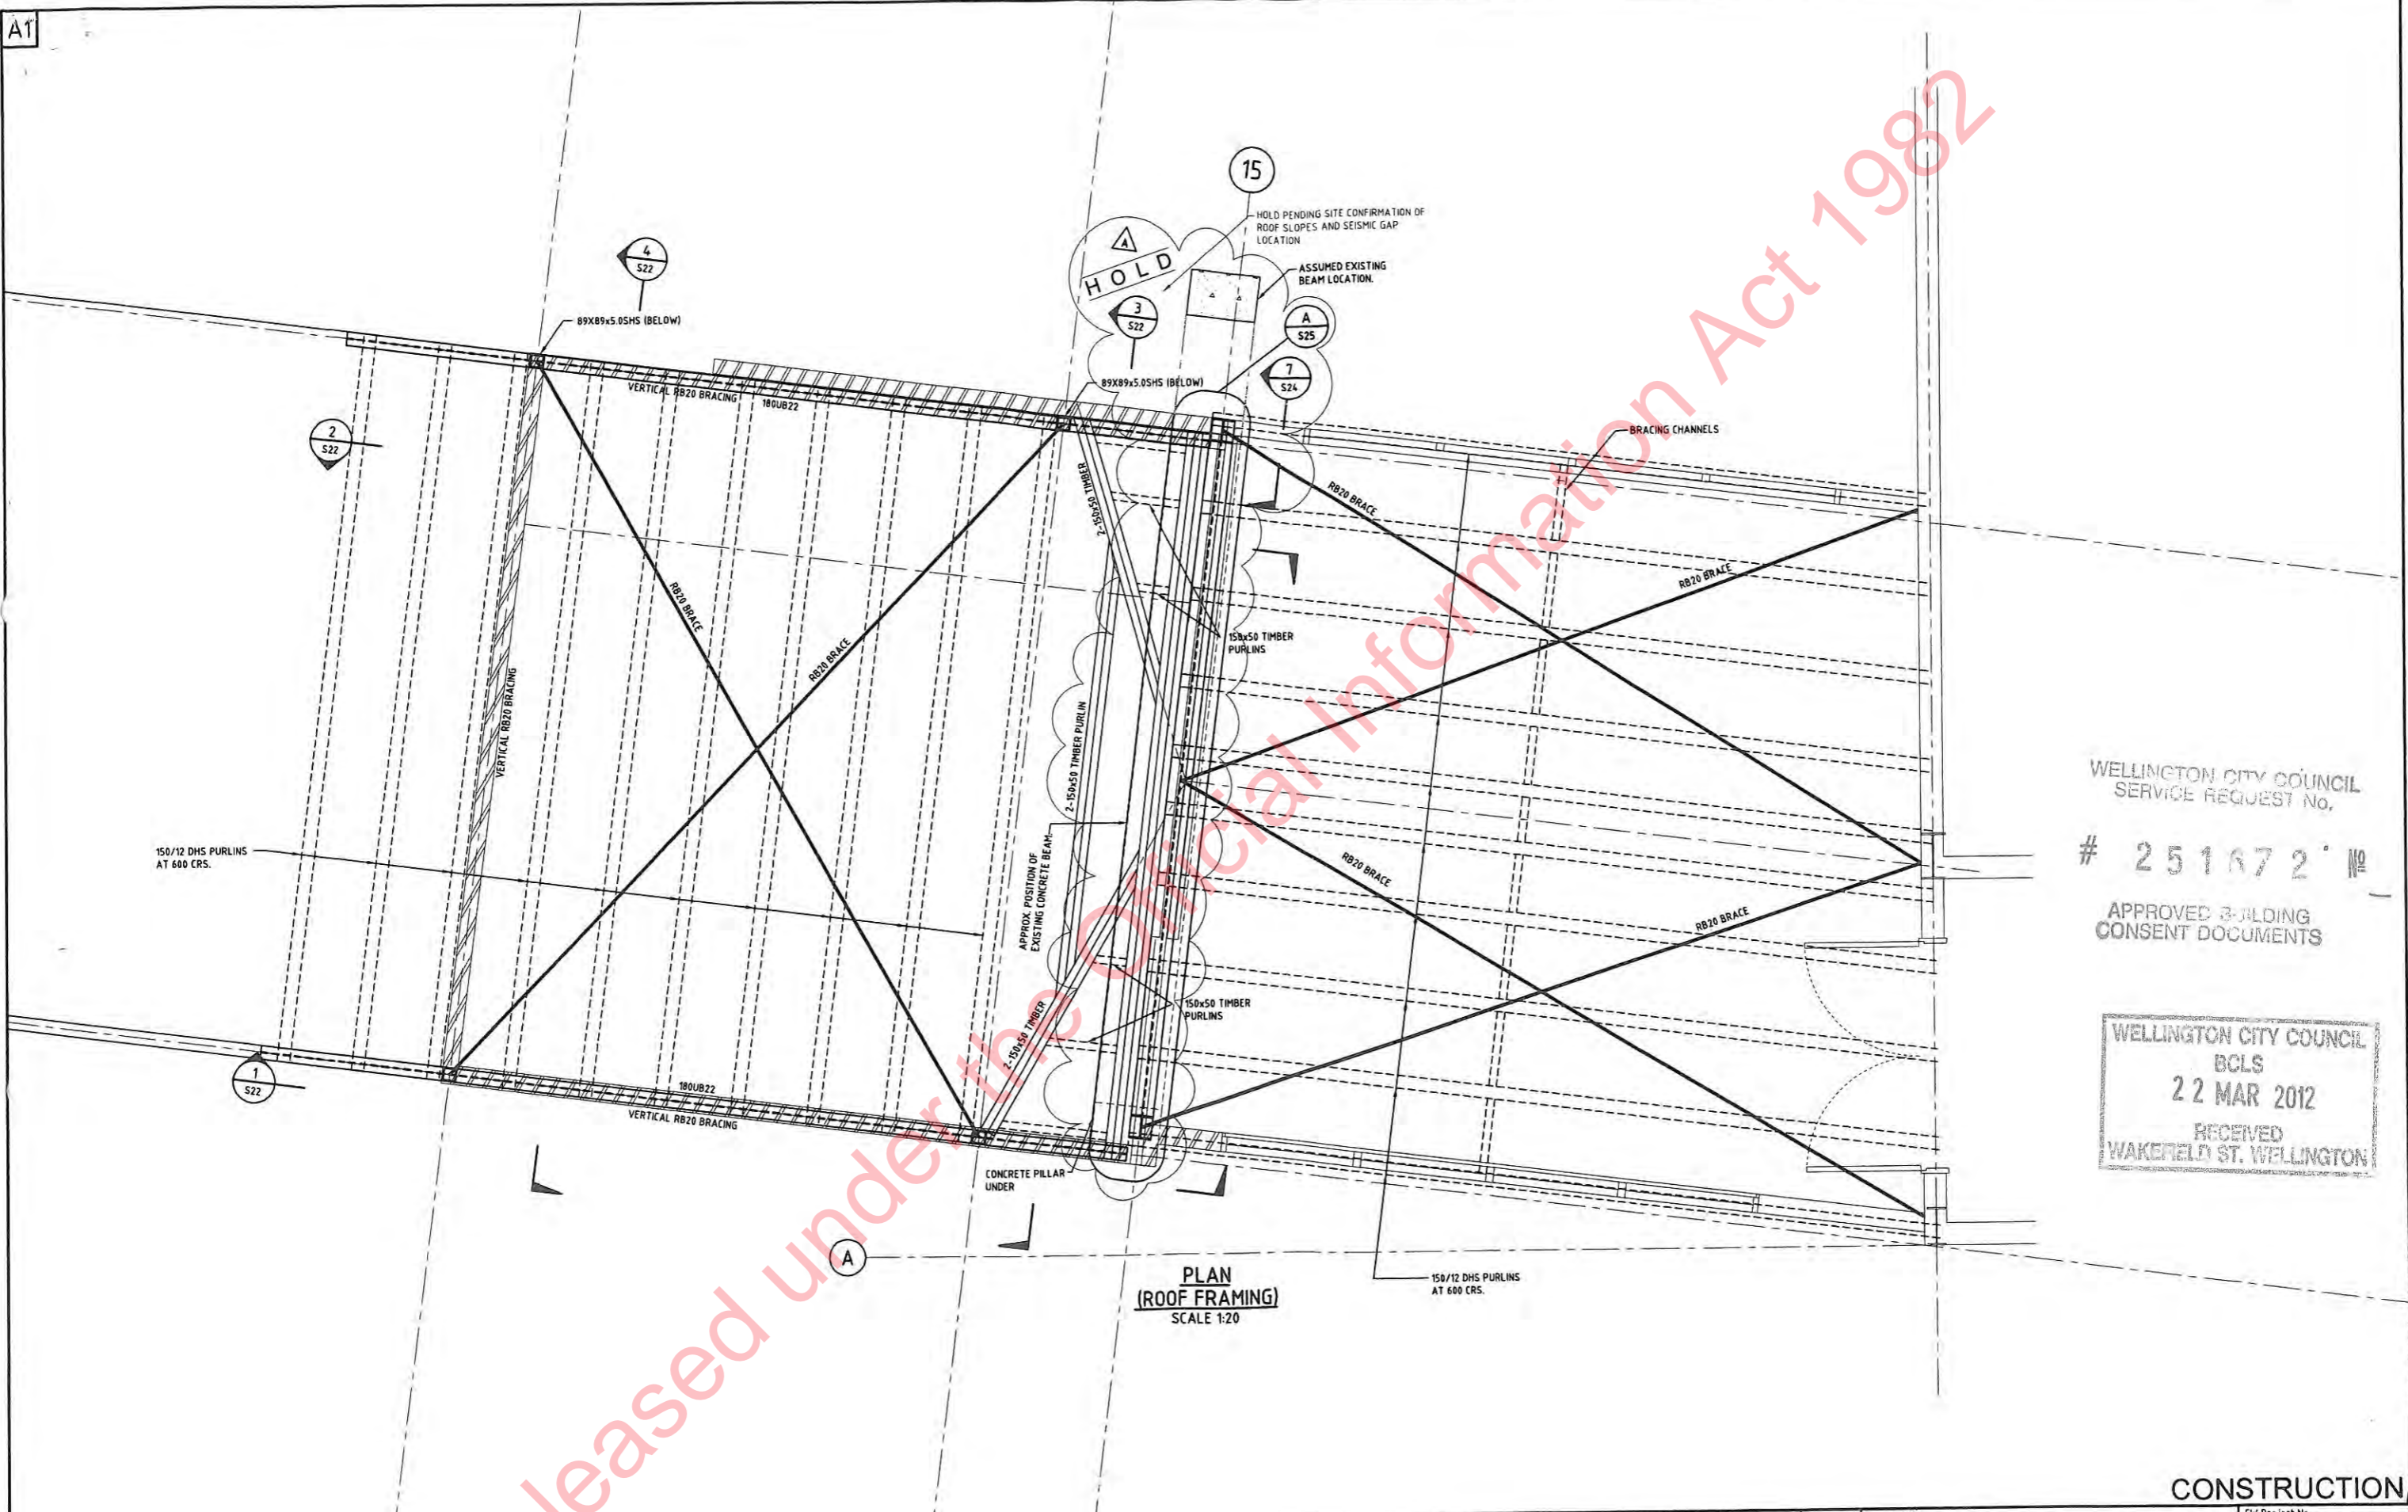 A1
15
HOLD PENDING SITE CONFIRMATION OF
ROOF SLOPES AND SEISMIC GAP
LOCATION
A
HOLD
4
S22
ASSUMED EXISTING
BEAM LOCATION.
89X89x5.0SHS (BELOW)
3
S22
A
S25
7
S24
89X89x5.0SHS (BELOW)
VERTICAL RB20 BRACING
180UB22
2
S22
BRACING CHANNELS
2-150x50 TIMBER
RB20 BRACE
RB20 BRACE
RB20 BRACE
RB20 BRACE
150x50 TIMBER
PURLINS
VERTICAL RB20 BRACING
2-150x50 TIMBER PURLIN
150/12 DHS PURLINS
AT 600 CRS.
APPROX. POSITION OF
EXISTING CONCRETE BEAM
RB20 BRACE
RB20 BRACE
150x50 TIMBER
PURLINS
2-150x50 TIMBER
1
S22
180UB22
VERTICAL RB20 BRACING
CONCRETE PILLAR
UNDER
A
PLAN
(ROOF FRAMING)
SCALE 1:20
150/12 DHS PURLINS
AT 600 CRS.
WELLINGTON CITY COUNCIL
SERVICE REQUEST No.
# 251672 №
APPROVED BUILDING
CONSENT DOCUMENTS
WELLINGTON CITY COUNCIL
BCLS
22 MAR 2012
RECEIVED
WAKEFIELD ST. WELLINGTON
leased under the Official Information Act 1982
CONSTRUCTION